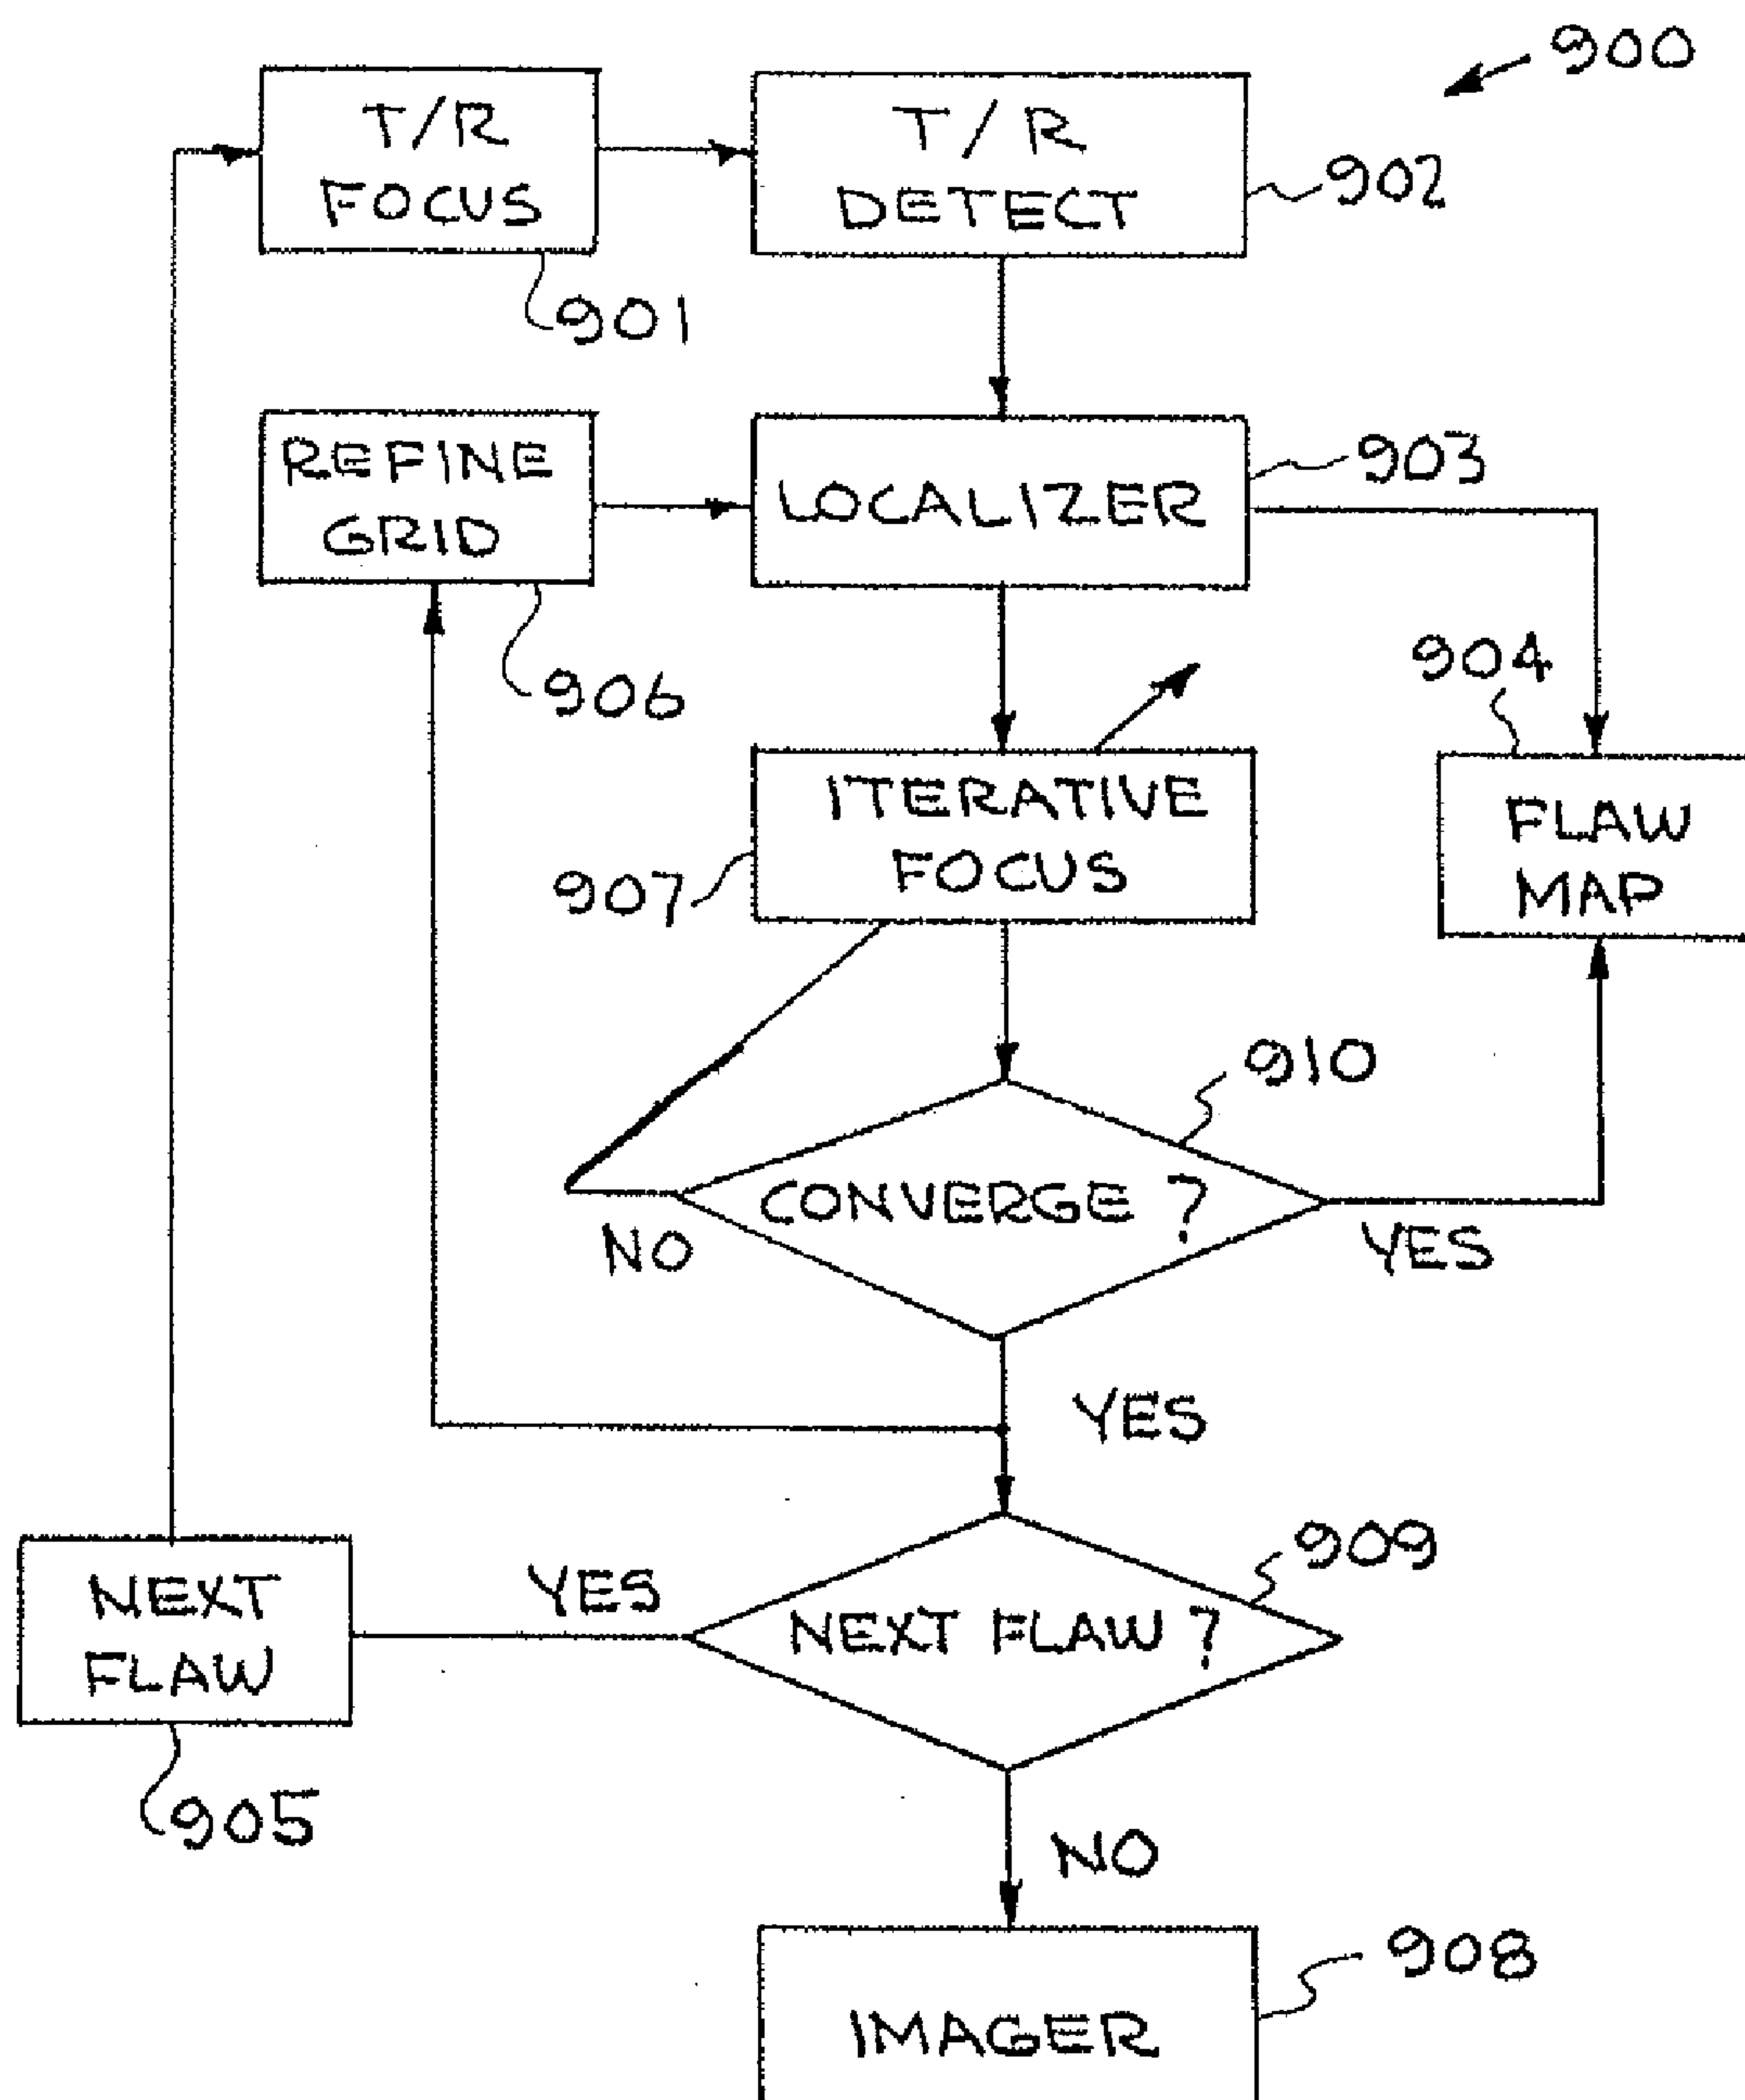 900
T/R
FOCUS
T/R
DETECT
902
901
REFINE
GRID
LOCALIZER
903
906
904
ITERATIVE
FOCUS
907
FLAW
MAP
910
CONVERGE ?
NO
YES
YES
909
NEXT
FLAW
YES
NEXT FLAW ?
905
NO
908
IMAGER